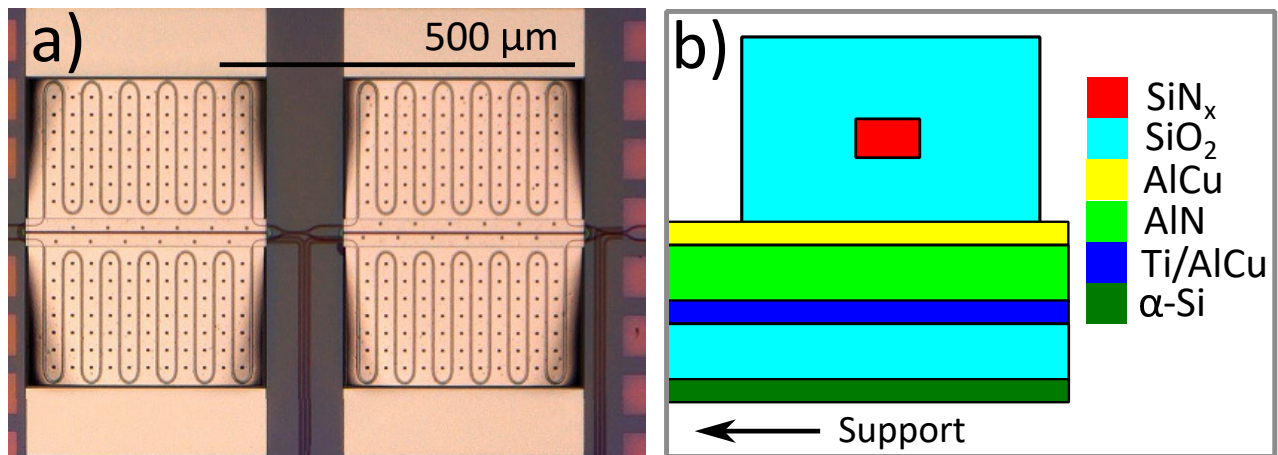 a)
500 µm
b)
SiNx
SiO2
AlCu
AlN
Ti/AlCu
α-Si
Support